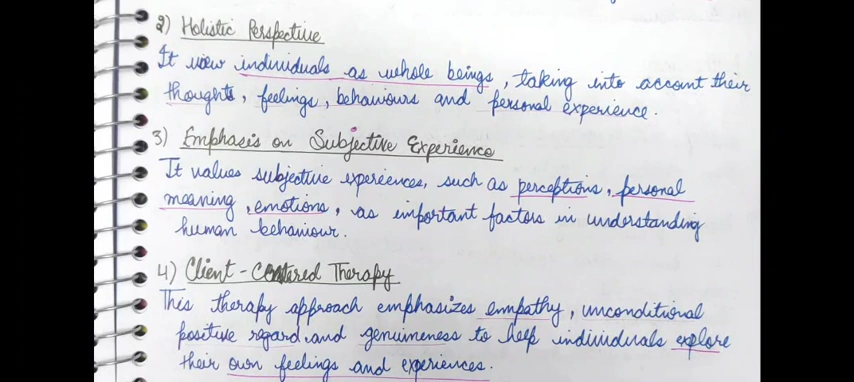 2) Holistic Perspective
It view individuals as whole beings, taking into account their
thoughts, feelings, behaviours and personal experience.
3) Emphasis on Subjective Experience
It values subjective experiences, such as perceptions, personal
meaning, emotions, as important factors in understanding
human behaviour.
4) Client-Centered Therapy
This therapy approach emphasizes empathy, unconditional
positive regard and genuineness to help individuals explore
their own feelings and experiences.